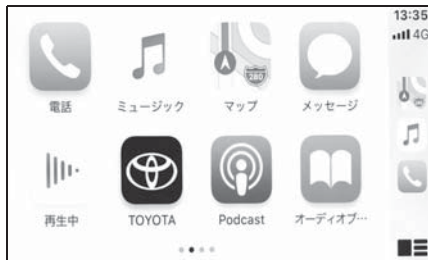 13:35
4G
電話
ミュージック
マップ
280
メッセージ
再生中
TOYOTA
Podcast
オーディオブ…